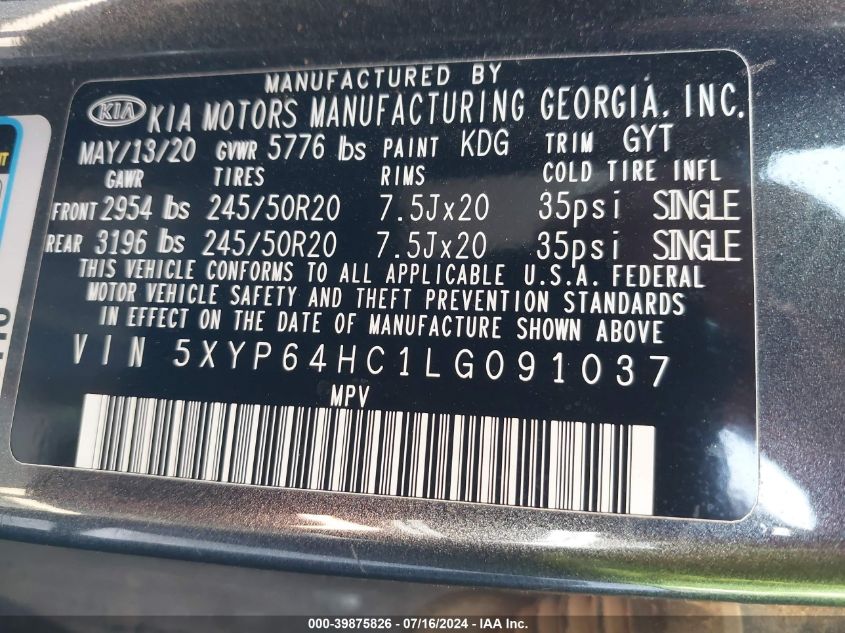 MANUFACTURED BY
KIA KIA MOTORS MANUFACTURING GEORGIA, INC.
MAY/13/20 GVWR 5776 lbs PAINT KDG TRIM GYT
GAWR TIRES RIMS COLD TIRE INFL
FRONT 2954 lbs 245/50R20 7.5Jx20 35psi SINGLE
REAR 3196 lbs 245/50R20 7.5Jx20 35psi SINGLE
THIS VEHICLE CONFORMS TO ALL APPLICABLE U.S.A. FEDERAL
MOTOR VEHICLE SAFETY AND THEFT PREVENTION STANDARDS
IN EFFECT ON THE DATE OF MANUFACTURE SHOWN ABOVE
VIN 5XYP64HC1LG091037
MPV
000-39875826 - 07/16/2024 - IAA Inc.